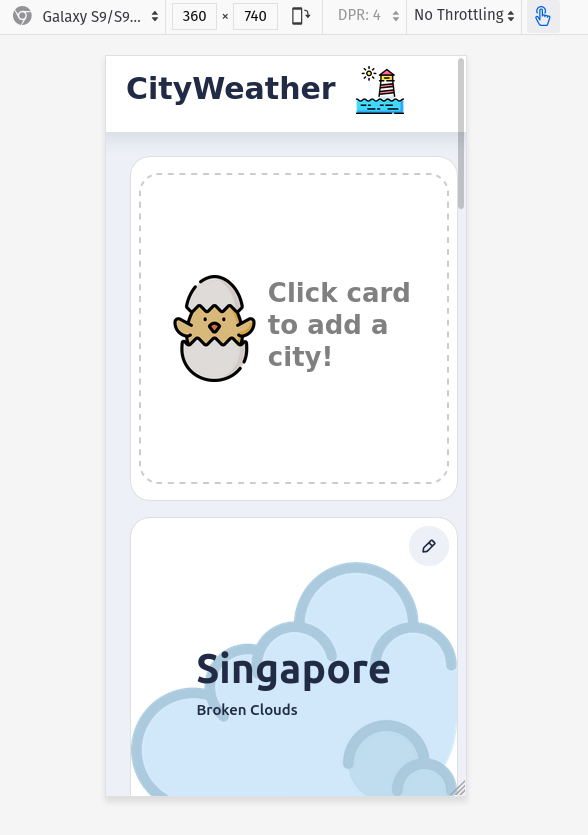 Galaxy S9/S9... 360 × 740 DPR: 4 No Throttling
CityWeather
Click card
to add a
city!
Singapore
Broken Clouds